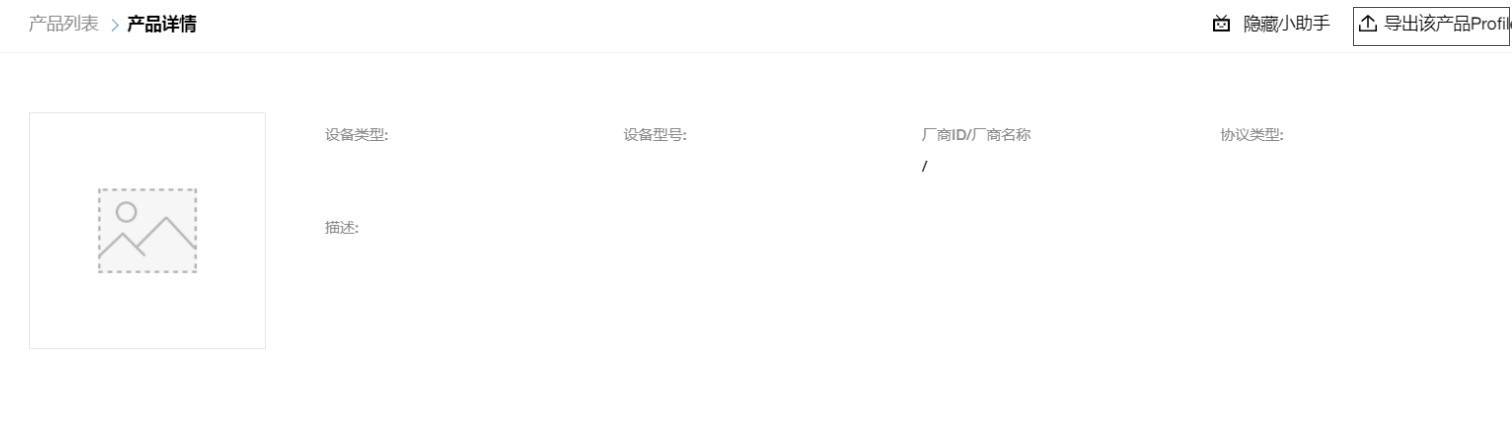 产品列表 > 产品详情
隐藏小助手
导出该产品Profil
设备类型:
设备型号:
厂商ID/厂商名称
协议类型:
/
描述: